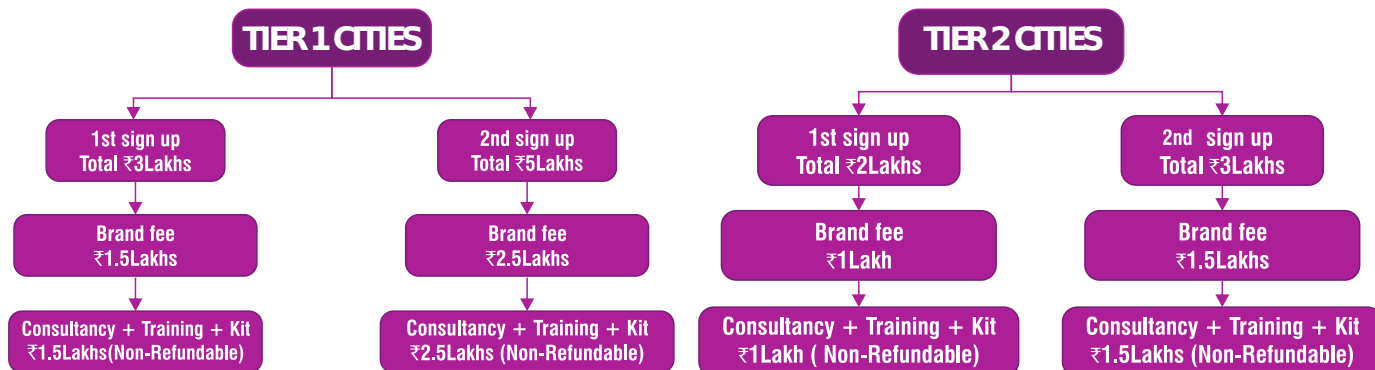 TIER 1 CITIES
1st sign up
Total ₹3Lakhs
2nd sign up
Total ₹5Lakhs
Brand fee
₹1.5Lakhs
Brand fee
₹2.5Lakhs
Consultancy + Training + Kit
₹1.5Lakhs(Non-Refundable)
Consultancy + Training + Kit
₹2.5Lakhs (Non-Refundable)
TIER 2 CITIES
1st sign up
Total ₹2Lakhs
2nd sign up
Total ₹3Lakhs
Brand fee
₹1Lakh
Brand fee
₹1.5Lakhs
Consultancy + Training + Kit
₹1Lakh ( Non-Refundable)
Consultancy + Training + Kit
₹1.5Lakhs (Non-Refundable)